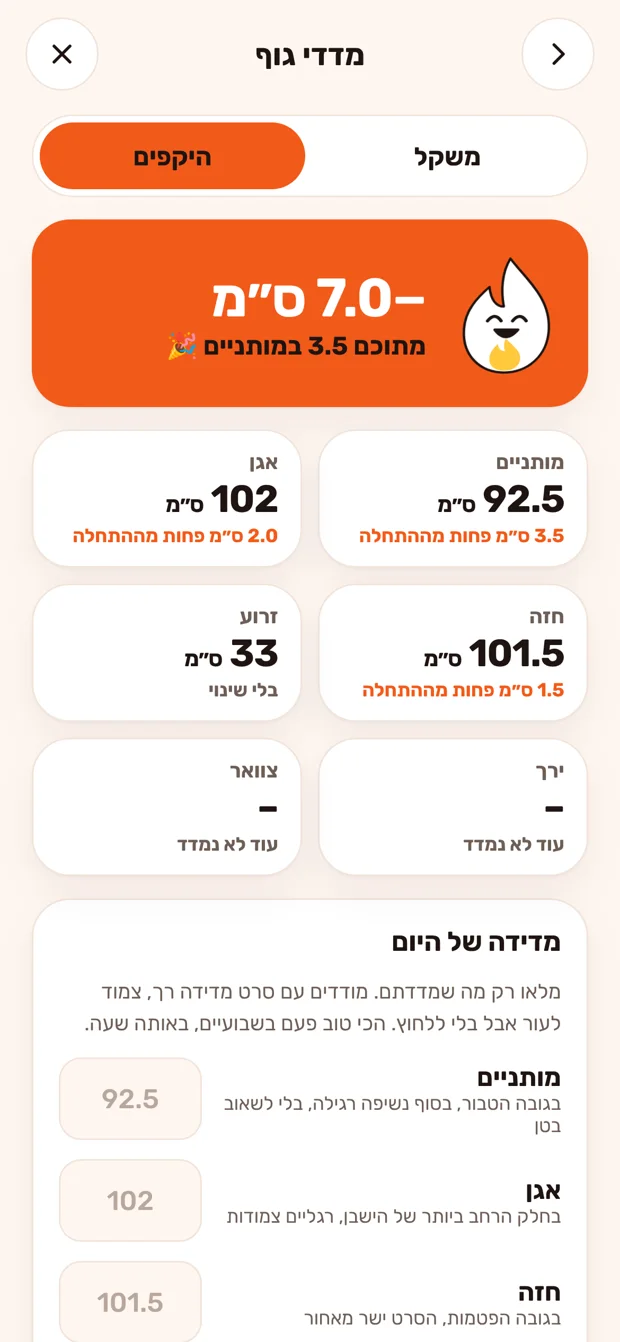 מדדי גוף
משקל
היקפים
–7.0 ס״מ
מתוכם 3.5 במותניים 🎉
מותניים
92.5 ס״מ
3.5 ס״מ פחות מההתחלה
אגן
102 ס״מ
2.0 ס״מ פחות מההתחלה
חזה
101.5 ס״מ
1.5 ס״מ פחות מההתחלה
זרוע
33 ס״מ
בלי שינוי
ירך
–
עוד לא נמדד
צוואר
–
עוד לא נמדד
מדידה של היום
מלאו רק מה שמדדתם. מודדים עם סרט מדידה רך, צמוד
לעור אבל בלי ללחוץ. הכי טוב פעם בשבועיים, באותה שעה.
מותניים
בגובה הטבור, בסוף נשיפה רגילה, בלי לשאוב
בטן
92.5
אגן
בחלק הרחב ביותר של הישבן, רגליים צמודות
102
חזה
בגובה הפטמות, הסרט ישר מאחור
101.5